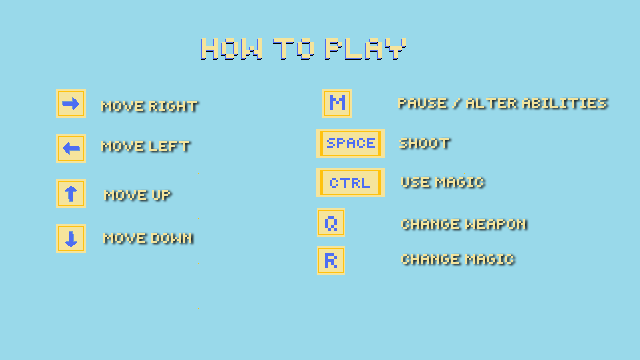 HOW TO PLAY
→ MOVE RIGHT
← MOVE LEFT
↑ MOVE UP
↓ MOVE DOWN
M PAUSE / ALTER ABILITIES
SPACE SHOOT
CTRL USE MAGIC
Q CHANGE WEAPON
R CHANGE MAGIC